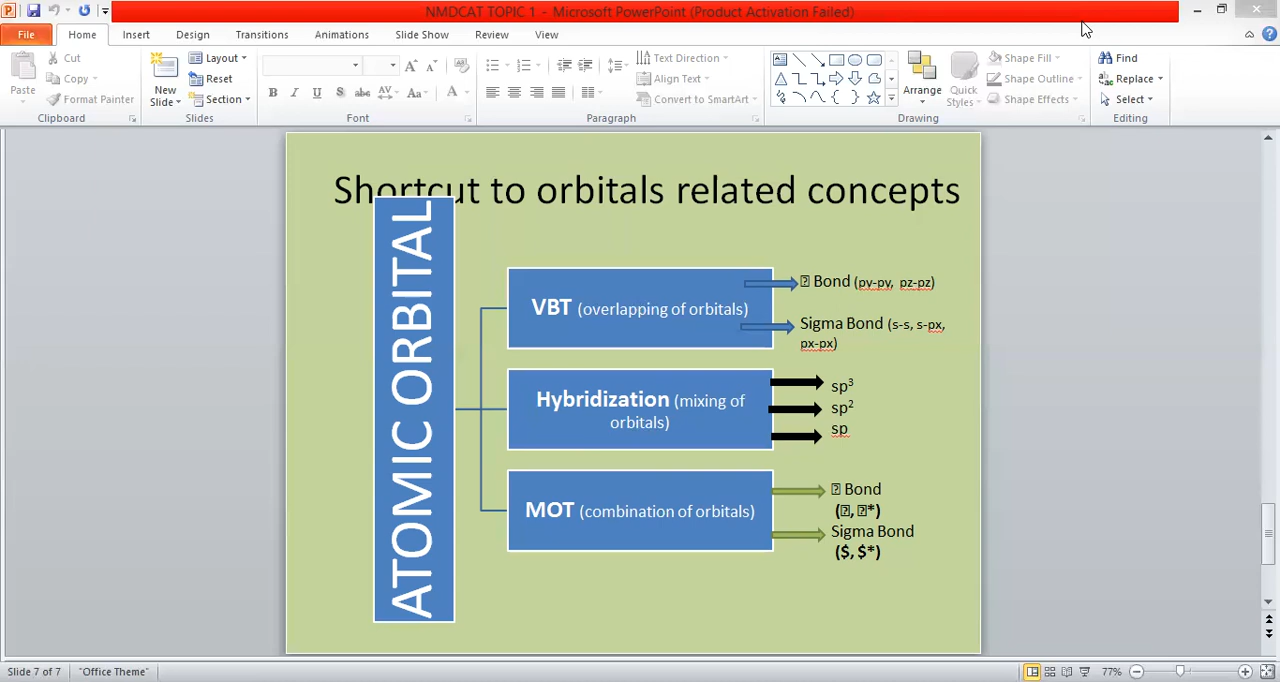 NMDCAT TOPIC 1 - Microsoft PowerPoint (Product Activation Failed)
File Home Insert Design Transitions Animations Slide Show Review View
Paste
Cut
Copy
Format Painter
Clipboard
New Slide
Layout
Reset
Section
Slides
B I U S abc AV Aa A
Font
Text Direction
Align Text
Convert to SmartArt
Paragraph
Arrange
Quick Styles
Shape Fill
Shape Outline
Shape Effects
Drawing
Find
Replace
Select
Editing
Shortcut to orbitals related concepts
ATOMIC ORBITAL
VBT (overlapping of orbitals)
⍰ Bond (py-py, pz-pz)
Sigma Bond (s-s, s-px,
px-px)
Hybridization (mixing of
orbitals)
sp³
sp²
sp
MOT (combination of orbitals)
⍰ Bond
(⍰, ⍰*)
Sigma Bond
($, $*)
Slide 7 of 7 "Office Theme" 77%